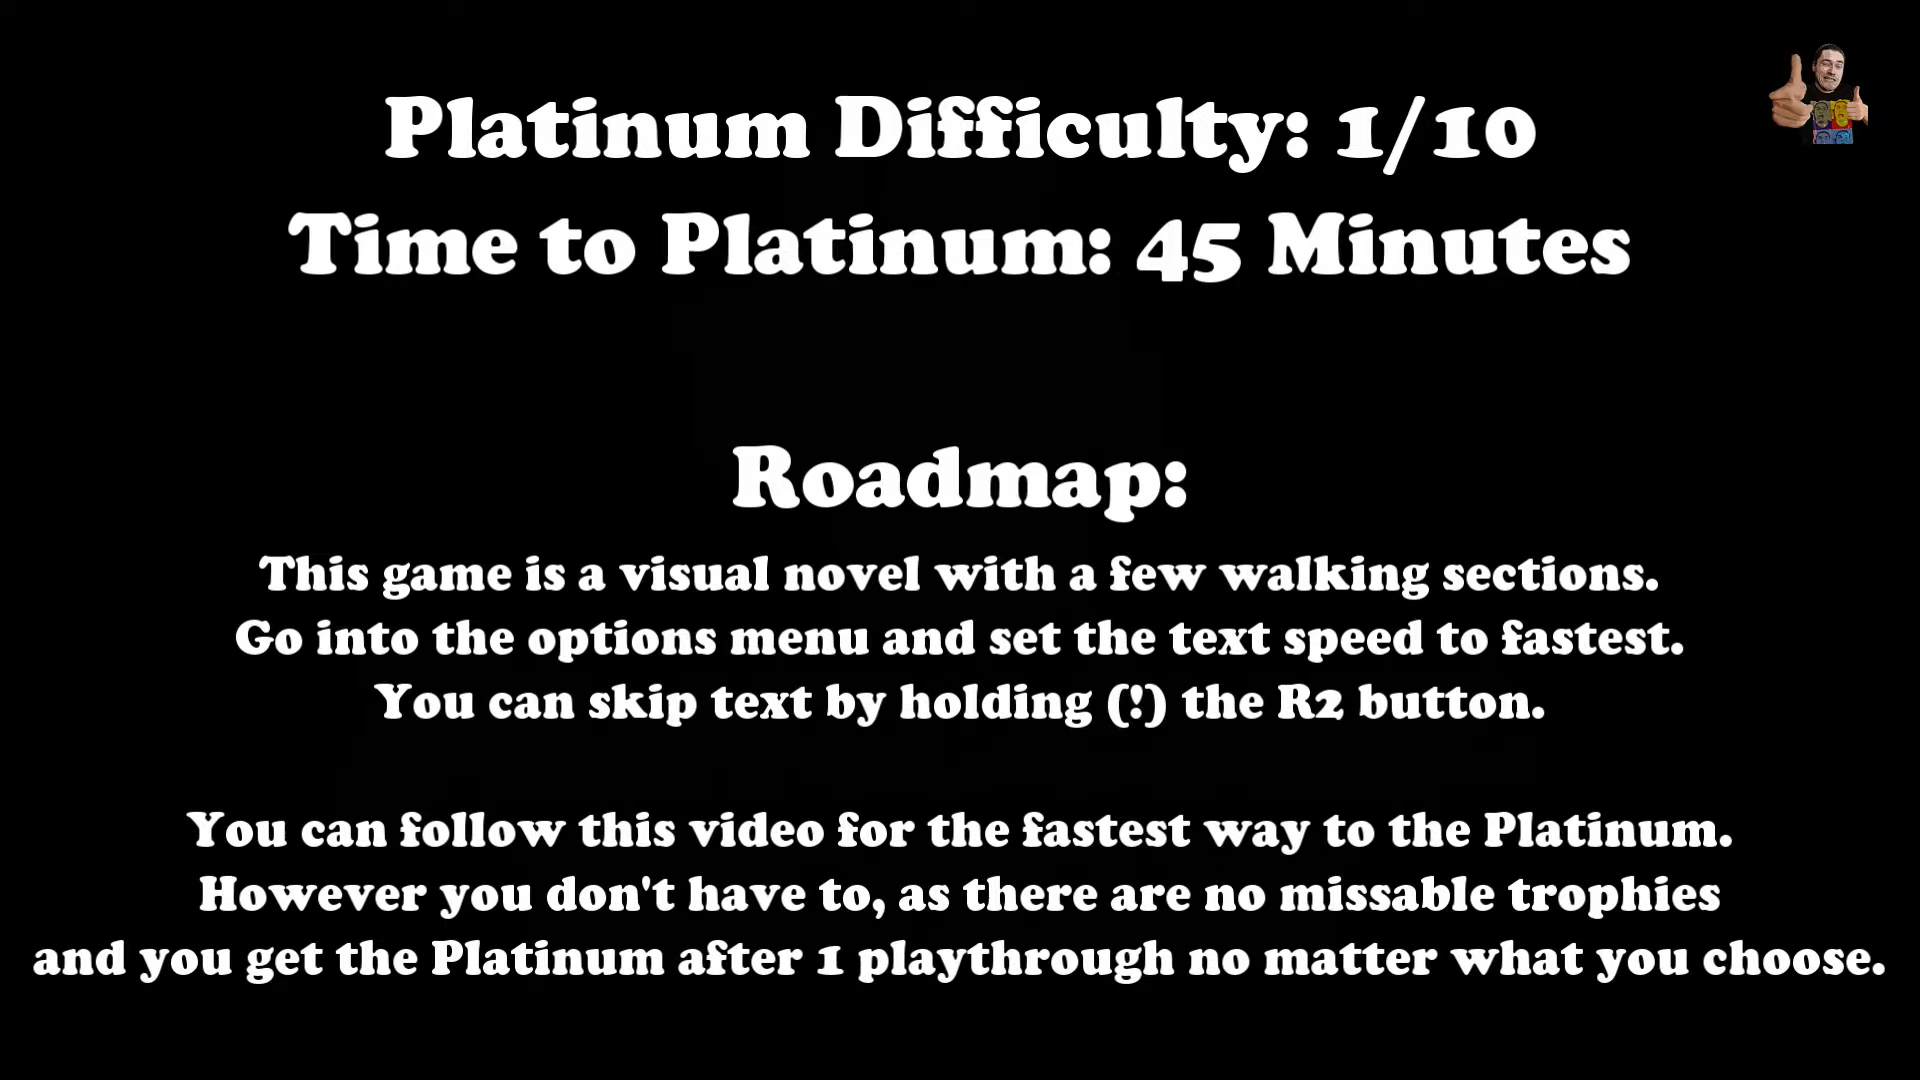 Platinum Difficulty: 1/10
Time to Platinum: 45 Minutes
Roadmap:
This game is a visual novel with a few walking sections.
Go into the options menu and set the text speed to fastest.
You can skip text by holding (!) the R2 button.
You can follow this video for the fastest way to the Platinum.
However you don't have to, as there are no missable trophies
and you get the Platinum after 1 playthrough no matter what you choose.